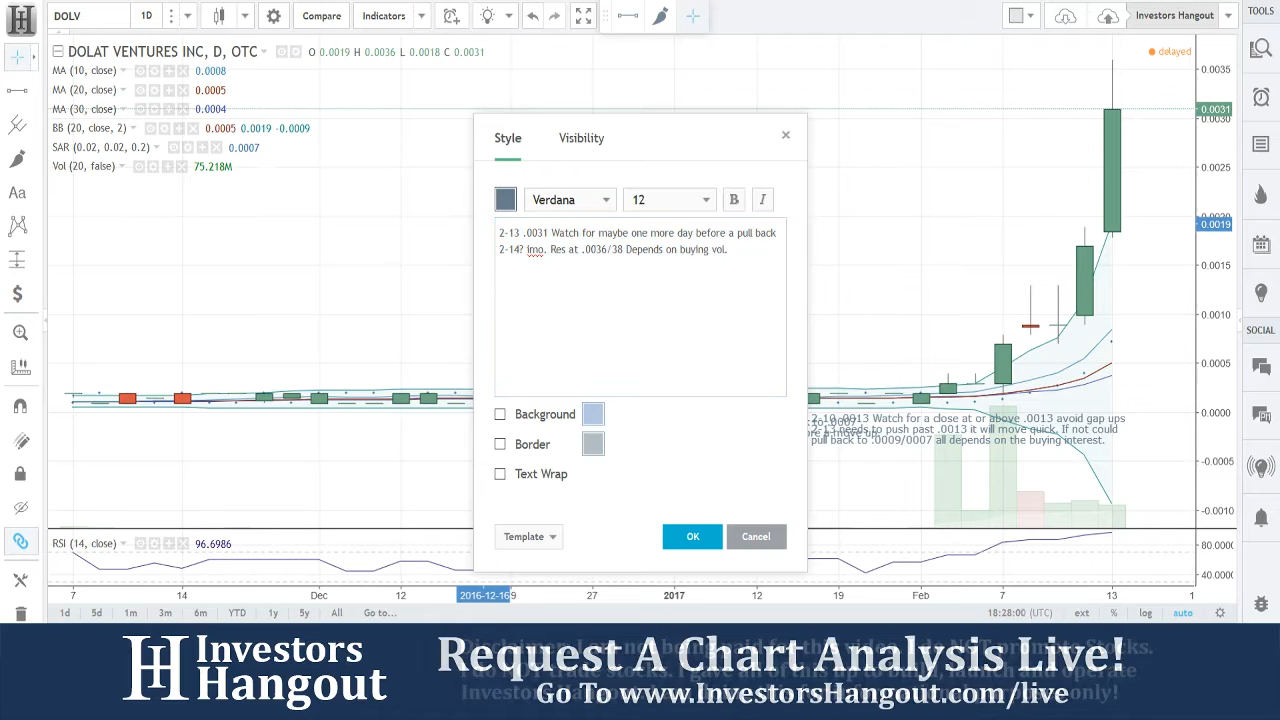 DOLV
1D
Compare
Indicators
Investors Hangout
TOOLS
DOLAT VENTURES INC, D, OTC
O 0.0019 H 0.0036 L 0.0018 C 0.0031
delayed
MA (10, close) 0.0008
MA (20, close) 0.0005
MA (30, close) 0.0004
BB (20, close, 2) 0.0005 0.0019 -0.0009
SAR (0.02, 0.02, 0.2) 0.0007
Vol (20, false) 75.218M
0.0035
0.0031
0.0030
0.0025
0.0020
0.0019
0.0015
0.0010
0.0005
0.0000
-0.0005
-0.0010
SOCIAL
Style
Visibility
Verdana
12
B
I
2-13 .0031 Watch for maybe one more day before a pull back
2-14? imo. Res at .0036/38 Depends on buying vol.
Background
Border
Text Wrap
Template
OK
Cancel
2-10 .0013 Watch for a close at or above .0013 avoid gap ups
2-13 needs to push past .0013 it will move quick. If not could
pull back to .0009/0007 all depends on the buying interest.
RSI (14, close) 96.6986
80.0000
40.0000
7
14
Dec
12
2016-12-16
27
2017
12
19
Feb
7
13
1d
5d
1m
3m
6m
YTD
1y
5y
All
Go to...
18:28:00 (UTC)
ext
%
log
auto
Investors
Hangout
Request A Chart Analysis Live!
Go To www.InvestorsHangout.com/live